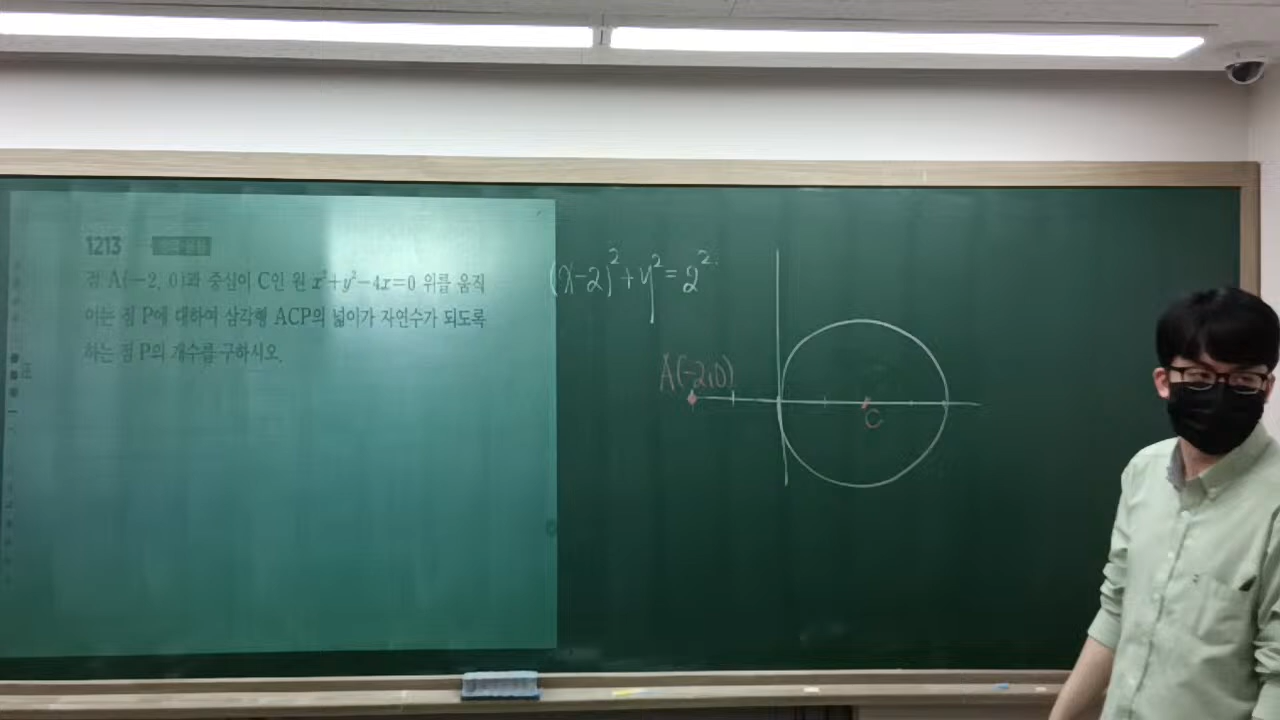 1213
점 A(−2, 0)과 중심이 C인 원 x²+y²−4x=0 위를 움직
이는 점 P에 대하여 삼각형 ACP의 넓이가 자연수가 되도록
하는 점 P의 개수를 구하시오.
(x-2)²+y²=2²
A(-2,0)
C